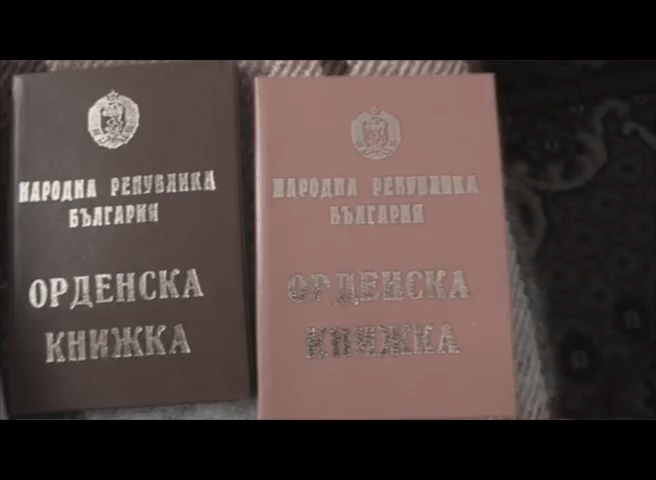 НАРОДНА РЕПУБЛИКА
БЪЛГАРИЯ
ОРДЕНСКА
КНИЖКА
НАРОДНА РЕПУБЛИКА
БЪЛГАРИЯ
ОРДЕНСКА
КНИЖКА